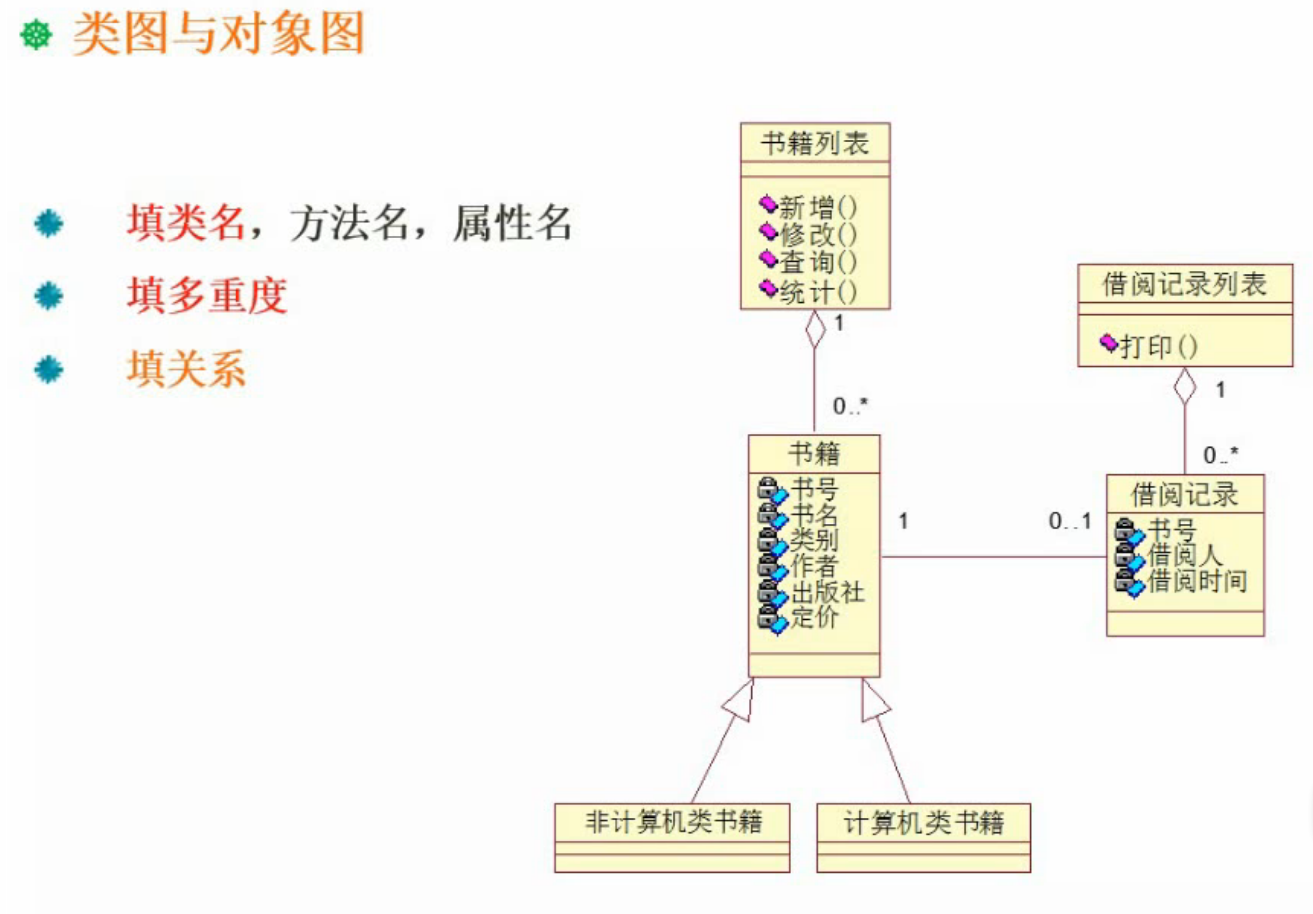 类图与对象图
填类名，方法名，属性名
填多重度
填关系
书籍列表
新增()
修改()
查询()
统计()
1
0..*
借阅记录列表
打印()
1
0..*
书籍
书号
书名
类别
作者
出版社
定价
1
0..1
借阅记录
书号
借阅人
借阅时间
非计算机类书籍
计算机类书籍